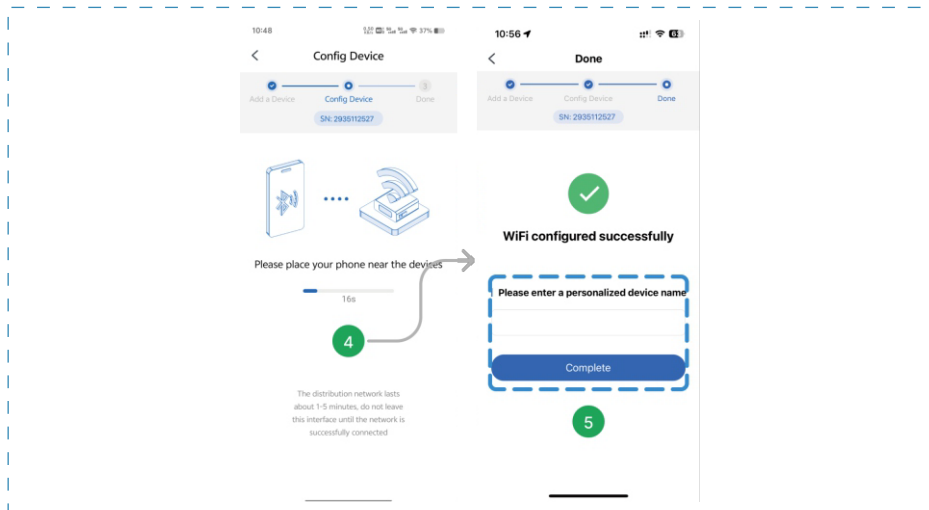 10:48
37%
Config Device
3
Add a Device
Config Device
Done
SN: 2935112527
Please place your phone near the devices
16s
4
The distribution network lasts
about 1-5 minutes, do not leave
this interface until the network is
successfully connected
10:56
Done
Add a Device
Config Device
Done
SN: 2935112527
WiFi configured successfully
Please enter a personalized device name
Complete
5